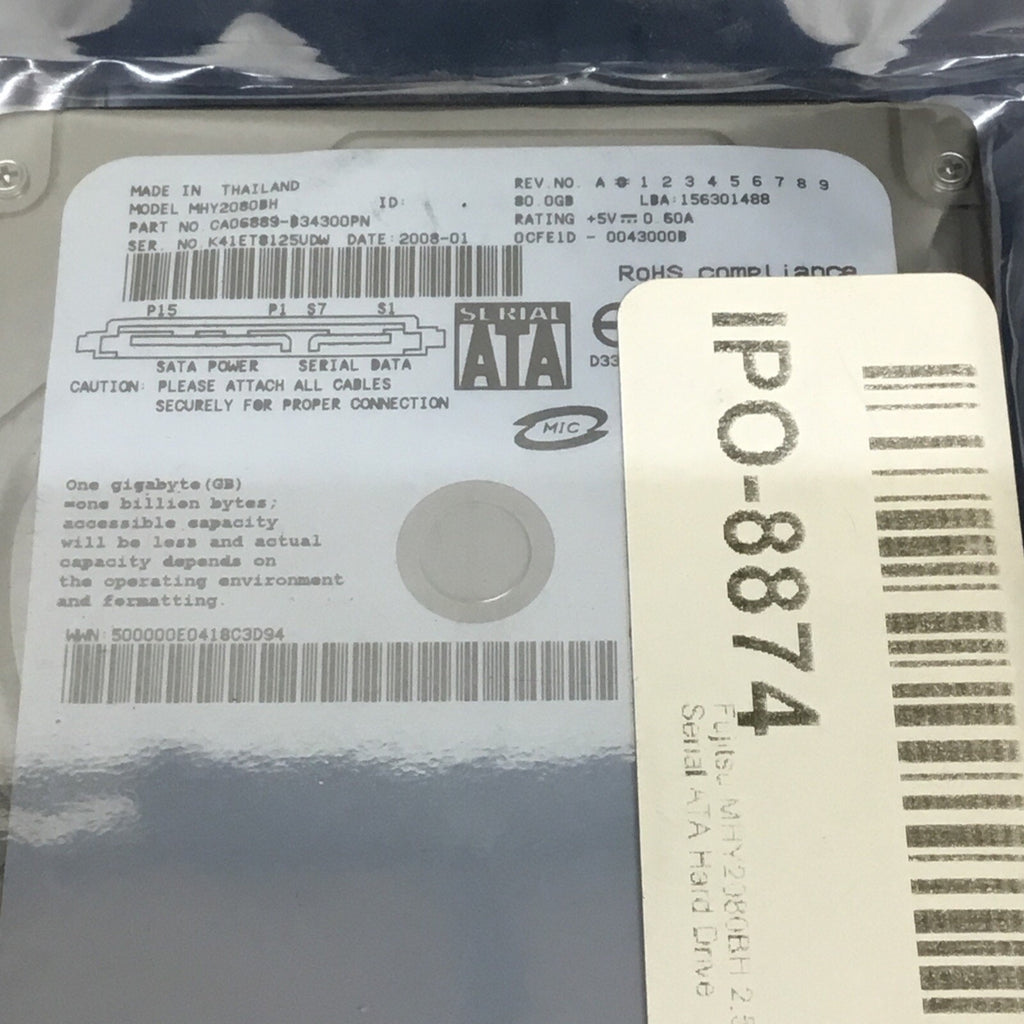 MADE IN THAILAND
MODEL MHY2080BH ID:
PART NO.CA06889-B34300PN
SER. NO.K41ET8125UDW DATE:2008-01
REV.NO. A 0 1 2 3 4 5 6 7 8 9
80.0GB LBA:156301488
RATING +5V⎓0.60A
0CFE1D - 0043000B
RoHS compliance
P15 P1 S7 S1
SATA POWER SERIAL DATA
CAUTION: PLEASE ATTACH ALL CABLES
SECURELY FOR PROPER CONNECTION
SERIAL
ATA
D33
MIC
One gigabyte(GB)
=one billion bytes;
accessible capacity
will be less and actual
capacity depends on
the operating environment
and formatting.
WWN:500000E0418C3D94
IPO-8874
Fujitsu MHY2080BH 2.5
Serial ATA Hard Drive